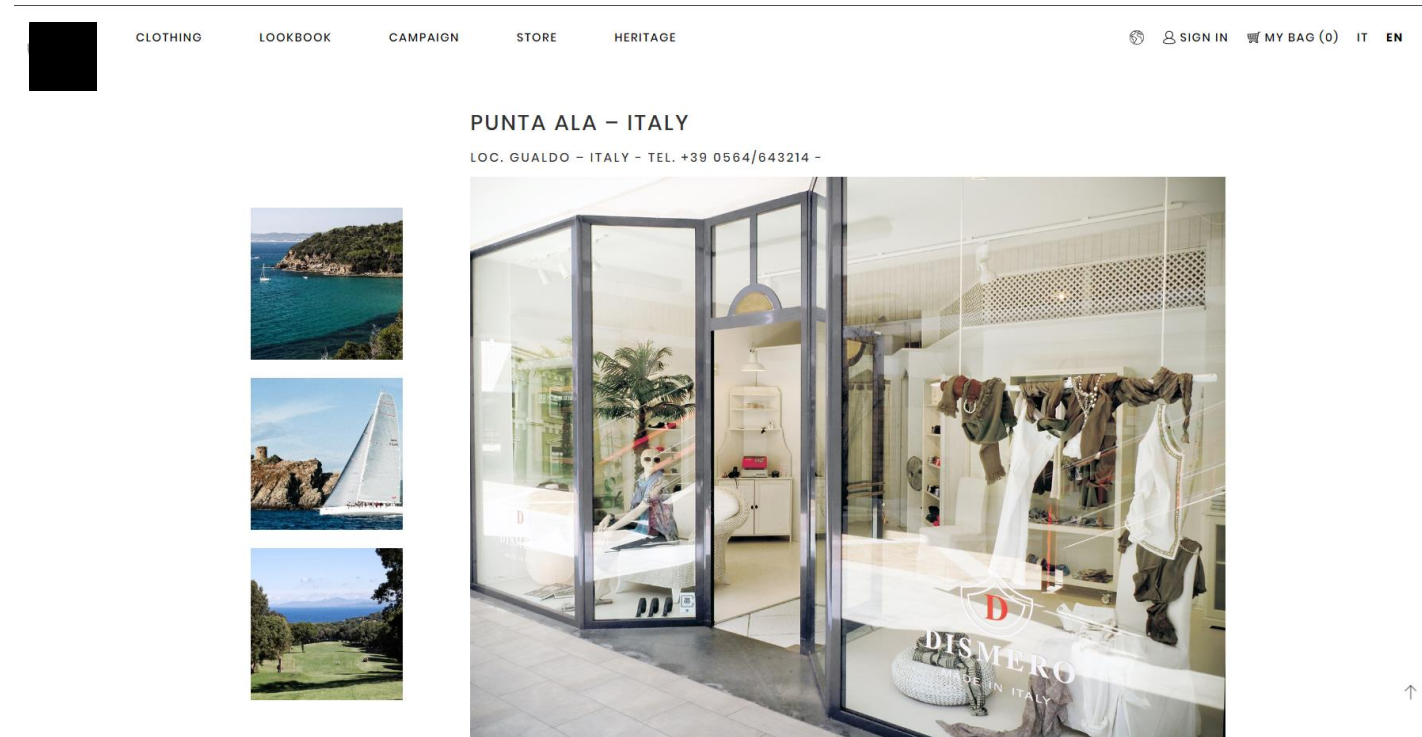 CLOTHING LOOKBOOK CAMPAIGN STORE HERITAGE SIGN IN MY BAG (0) IT EN
PUNTA ALA – ITALY
LOC. GUALDO – ITALY - TEL. +39 0564/643214 -
D
D
DISMERO
MADE IN ITALY